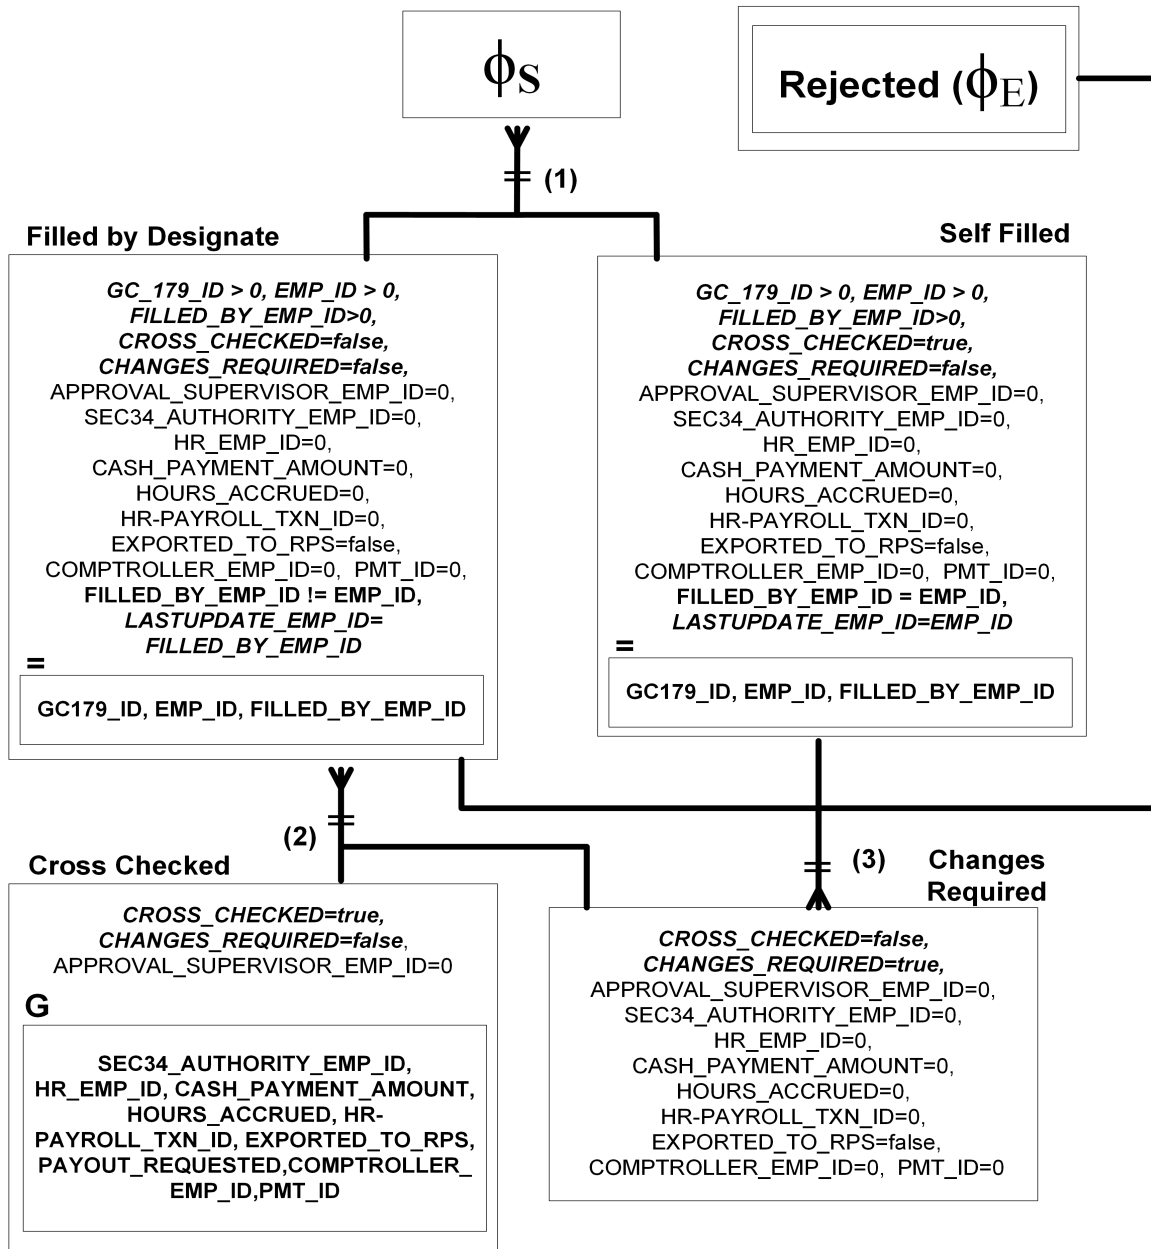 ϕS
Rejected (ϕE)
(1)
Filled by Designate
GC_179_ID > 0, EMP_ID > 0,
FILLED_BY_EMP_ID>0,
CROSS_CHECKED=false,
CHANGES_REQUIRED=false,
APPROVAL_SUPERVISOR_EMP_ID=0,
SEC34_AUTHORITY_EMP_ID=0,
HR_EMP_ID=0,
CASH_PAYMENT_AMOUNT=0,
HOURS_ACCRUED=0,
HR-PAYROLL_TXN_ID=0,
EXPORTED_TO_RPS=false,
COMPTROLLER_EMP_ID=0, PMT_ID=0,
FILLED_BY_EMP_ID != EMP_ID,
LASTUPDATE_EMP_ID=
FILLED_BY_EMP_ID
=
GC179_ID, EMP_ID, FILLED_BY_EMP_ID
Self Filled
GC_179_ID > 0, EMP_ID > 0,
FILLED_BY_EMP_ID>0,
CROSS_CHECKED=true,
CHANGES_REQUIRED=false,
APPROVAL_SUPERVISOR_EMP_ID=0,
SEC34_AUTHORITY_EMP_ID=0,
HR_EMP_ID=0,
CASH_PAYMENT_AMOUNT=0,
HOURS_ACCRUED=0,
HR-PAYROLL_TXN_ID=0,
EXPORTED_TO_RPS=false,
COMPTROLLER_EMP_ID=0, PMT_ID=0,
FILLED_BY_EMP_ID = EMP_ID,
LASTUPDATE_EMP_ID=EMP_ID
=
GC179_ID, EMP_ID, FILLED_BY_EMP_ID
(2)
Cross Checked
CROSS_CHECKED=true,
CHANGES_REQUIRED=false,
APPROVAL_SUPERVISOR_EMP_ID=0
G
SEC34_AUTHORITY_EMP_ID,
HR_EMP_ID, CASH_PAYMENT_AMOUNT,
HOURS_ACCRUED, HR-
PAYROLL_TXN_ID, EXPORTED_TO_RPS,
PAYOUT_REQUESTED,COMPTROLLER_
EMP_ID,PMT_ID
(3)
Changes
Required
CROSS_CHECKED=false,
CHANGES_REQUIRED=true,
APPROVAL_SUPERVISOR_EMP_ID=0,
SEC34_AUTHORITY_EMP_ID=0,
HR_EMP_ID=0,
CASH_PAYMENT_AMOUNT=0,
HOURS_ACCRUED=0,
HR-PAYROLL_TXN_ID=0,
EXPORTED_TO_RPS=false,
COMPTROLLER_EMP_ID=0, PMT_ID=0